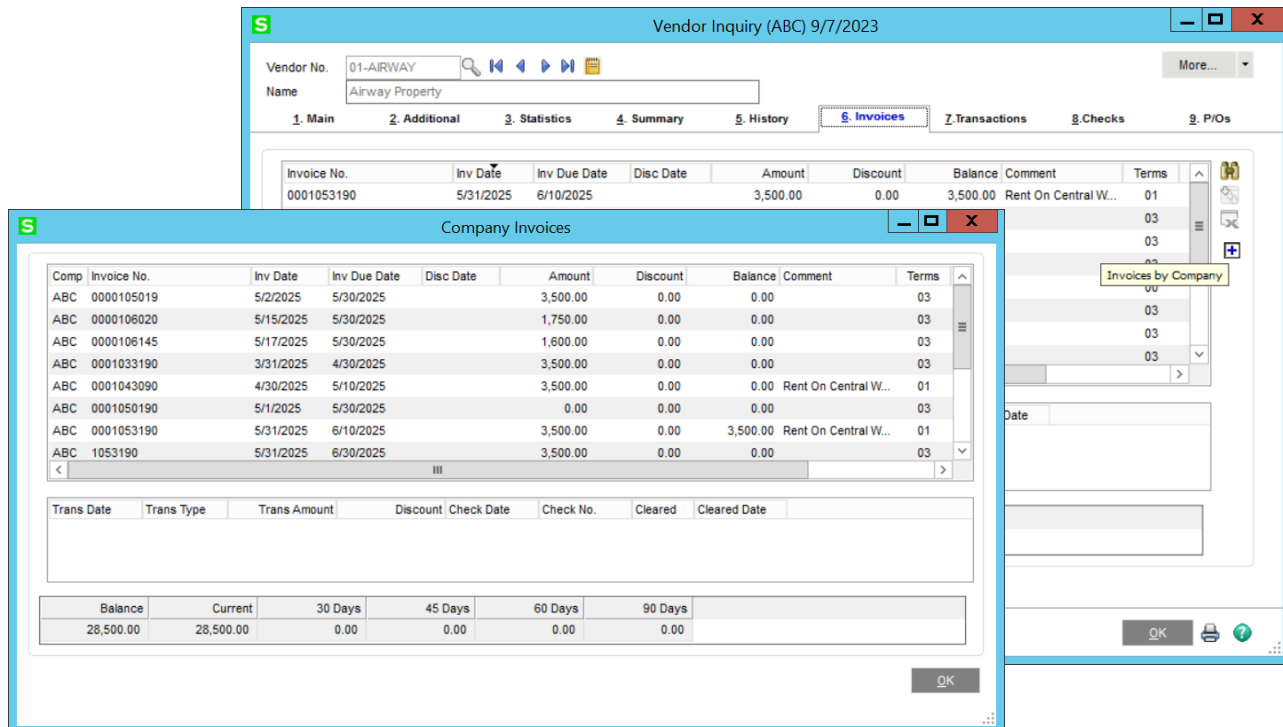 S Vendor Inquiry (ABC) 9/7/2023
Vendor No. 01-AIRWAY More...
Name Airway Property
1. Main 2. Additional 3. Statistics 4. Summary 5. History 6. Invoices 7.Transactions 8.Checks 9. P/Os
Invoice No. Inv Date Inv Due Date Disc Date Amount Discount Balance Comment Terms
0001053190 5/31/2025 6/10/2025 3,500.00 0.00 3,500.00 Rent On Central W... 01
03
03
Invoices by Company
03
03
03
Date
OK
S Company Invoices
Comp Invoice No. Inv Date Inv Due Date Disc Date Amount Discount Balance Comment Terms
ABC 0000105019 5/2/2025 5/30/2025 3,500.00 0.00 0.00 03
ABC 0000106020 5/15/2025 5/30/2025 1,750.00 0.00 0.00 03
ABC 0000106145 5/17/2025 5/30/2025 1,600.00 0.00 0.00 03
ABC 0001033190 3/31/2025 4/30/2025 3,500.00 0.00 0.00 03
ABC 0001043090 4/30/2025 5/10/2025 3,500.00 0.00 0.00 Rent On Central W... 01
ABC 0001050190 5/1/2025 5/30/2025 0.00 0.00 0.00 03
ABC 0001053190 5/31/2025 6/10/2025 3,500.00 0.00 3,500.00 Rent On Central W... 01
ABC 1053190 5/31/2025 6/30/2025 3,500.00 0.00 0.00 03
Trans Date Trans Type Trans Amount Discount Check Date Check No. Cleared Cleared Date
Balance Current 30 Days 45 Days 60 Days 90 Days
28,500.00 28,500.00 0.00 0.00 0.00 0.00
OK